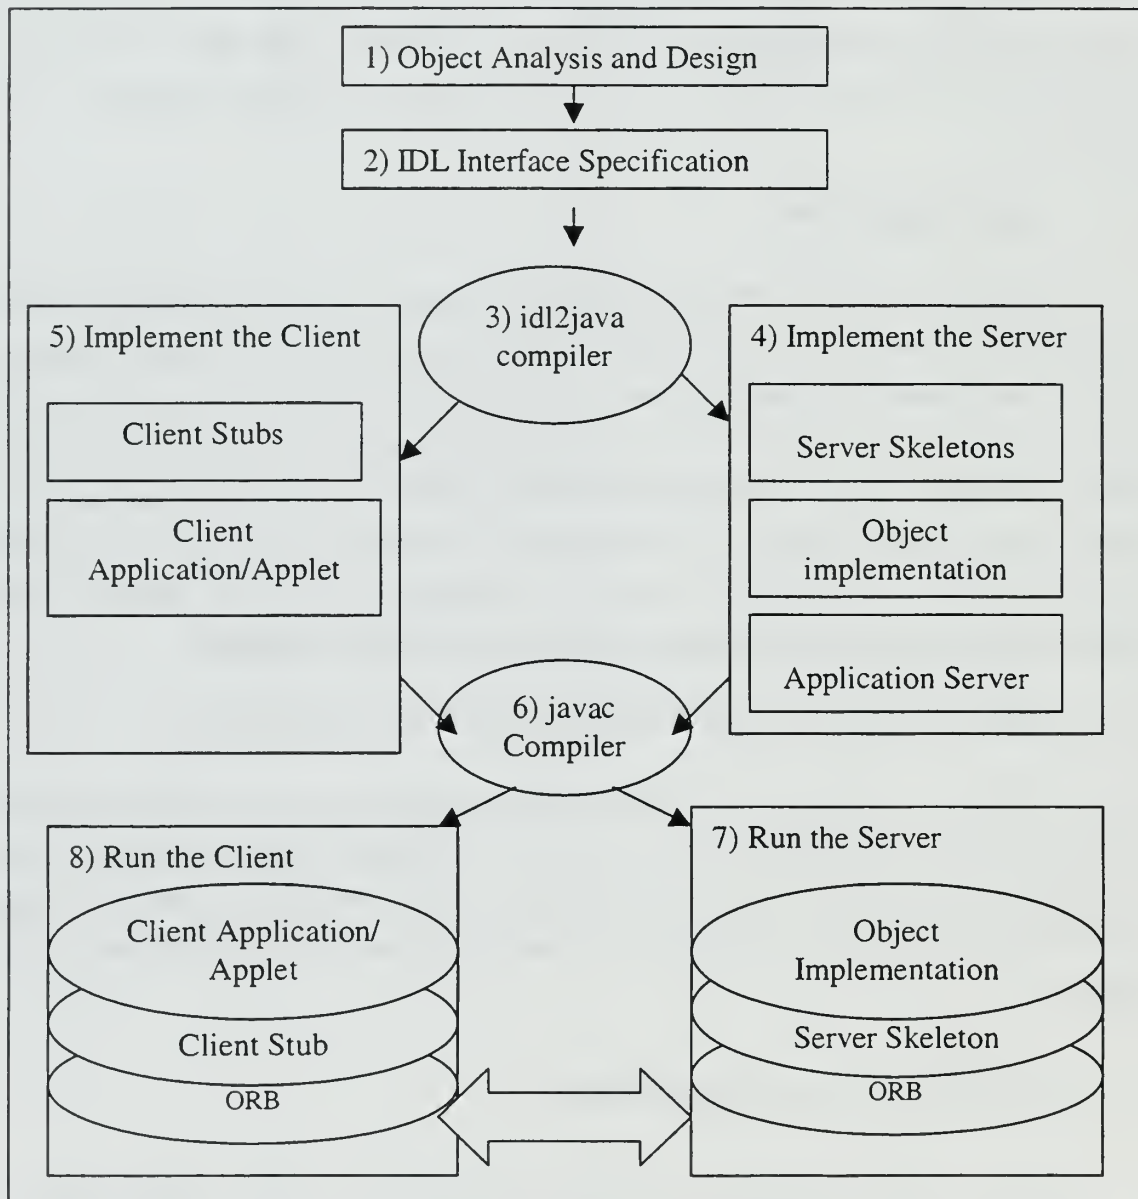 1) Object Analysis and Design
2) IDL Interface Specification
3) idl2java
compiler
5) Implement the Client
Client Stubs
Client
Application/Applet
4) Implement the Server
Server Skeletons
Object
implementation
Application Server
6) javac
Compiler
8) Run the Client
Client Application/
Applet
Client Stub
ORB
7) Run the Server
Object
Implementation
Server Skeleton
ORB